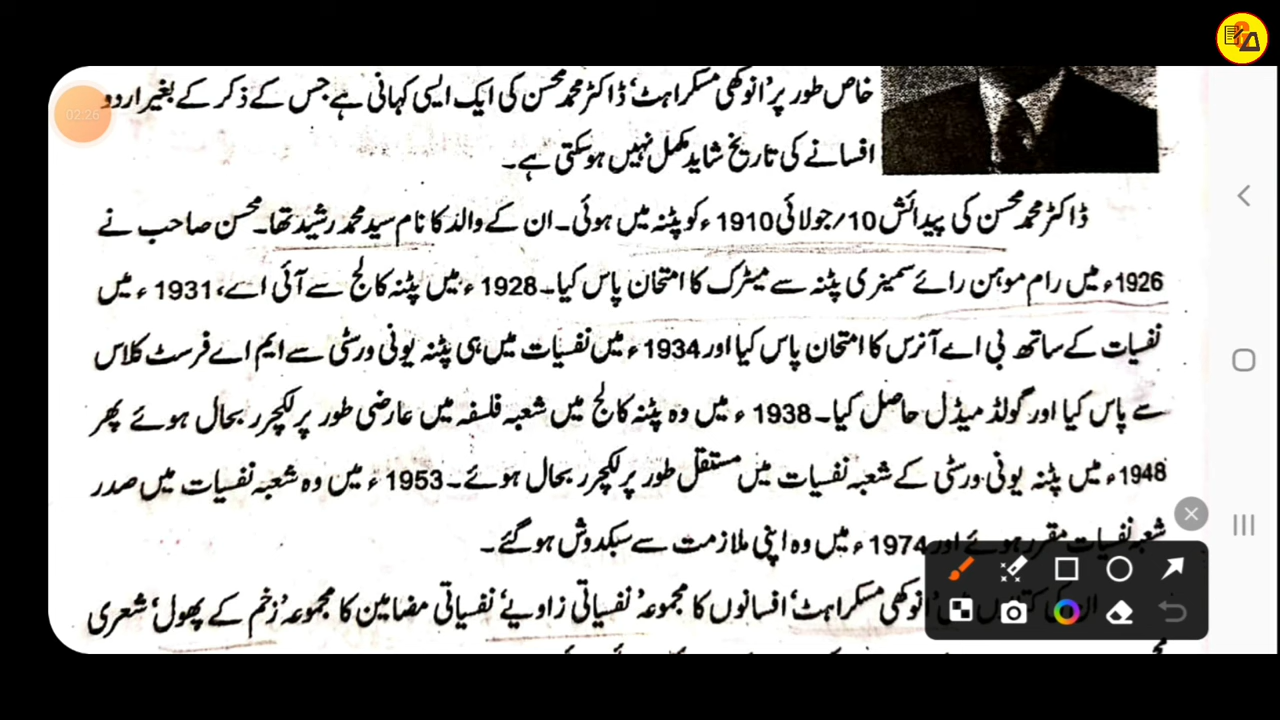 02:26
خاص طور پر 'انوکھی مسکراہٹ' ڈاکٹر محمد محسن کی ایک ایسی کہانی ہے جس کے ذکر کے بغیر اردو
افسانے کی تاریخ شاید مکمل نہیں ہوسکتی ہے۔
ڈاکٹر محمد محسن کی پیدائش 10/جولائی 1910ء کو پٹنہ میں ہوئی۔ ان کے والد کا نام سید محمد رشید تھا۔ محسن صاحب نے
1926ء میں رام موہن رائے سمینری پٹنہ سے میٹرک کا امتحان پاس کیا۔ 1928ء میں پٹنہ کالج سے آئی اے، 1931ء میں
نفسیات کے ساتھ بی اے آنرس کا امتحان پاس کیا اور 1934ء میں نفسیات میں ہی پٹنہ یونی ورسٹی سے ایم اے فرسٹ کلاس
سے پاس کیا اور گولڈ میڈل حاصل کیا۔ 1938ء میں وہ پٹنہ کالج میں شعبہ فلسفہ میں عارضی طور پر لکچرر بحال ہوئے پھر
1948ء میں پٹنہ یونی ورسٹی کے شعبہ نفسیات میں مستقل طور پر لکچرر بحال ہوئے۔ 1953ء میں وہ شعبہ نفسیات میں صدر
شعبہ نفسیات مقرر ہوئے اور 1974ء میں وہ اپنی ملازمت سے سبکدوش ہوگئے۔
'انوکھی مسکراہٹ' افسانوں کا مجموعہ 'نفسیاتی زاویے' نفسیاتی مضامین کا مجموعہ 'زخم کے پھول' شعری